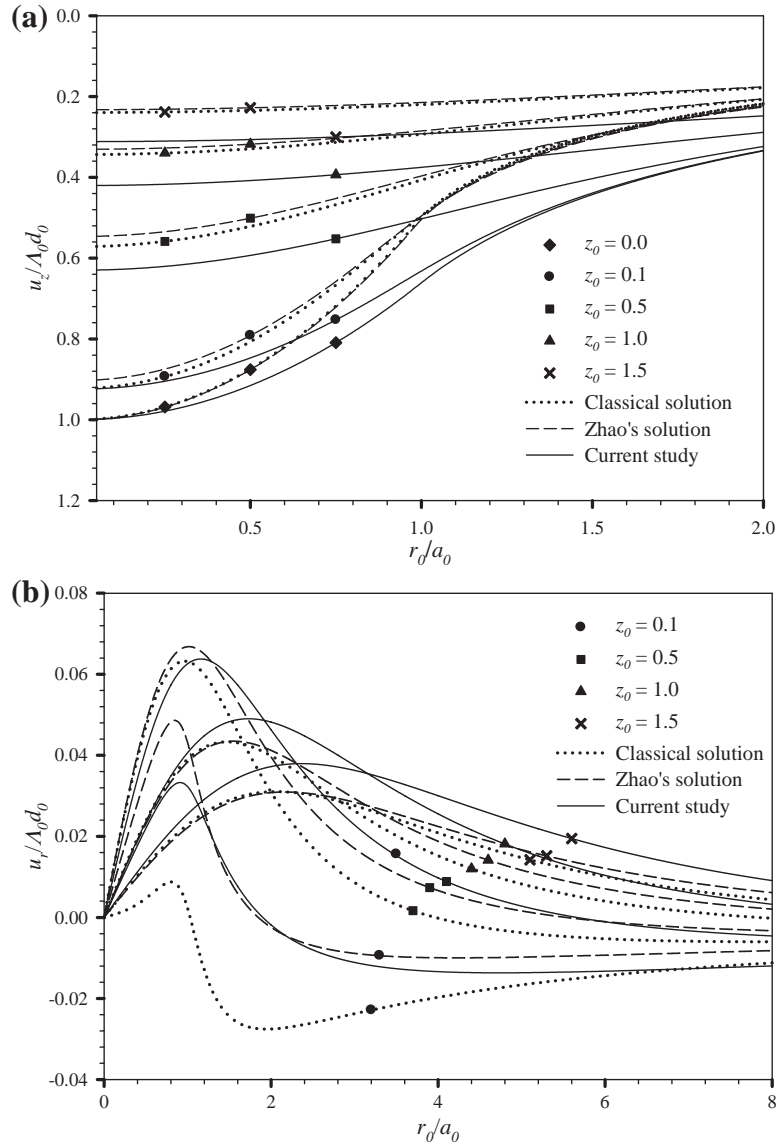 (a)
0.0
0.2
0.4
0.6
0.8
1.0
1.2
u_z/Λ_0d_0
z_0 = 0.0
z_0 = 0.1
z_0 = 0.5
z_0 = 1.0
z_0 = 1.5
Classical solution
Zhao's solution
Current study
0.5 1.0 1.5 2.0
r_0/a_0
(b)
0.08
0.06
0.04
0.02
0.00
-0.02
-0.04
u_r/Λ_0d_0
z_0 = 0.1
z_0 = 0.5
z_0 = 1.0
z_0 = 1.5
Classical solution
Zhao's solution
Current study
0 2 4 6 8
r_0/a_0